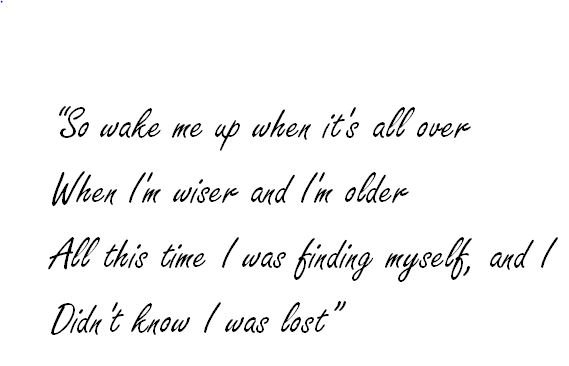 “So wake me up when it's all over
When I'm wiser and I'm older
All this time I was finding myself, and I
Didn't know I was lost”